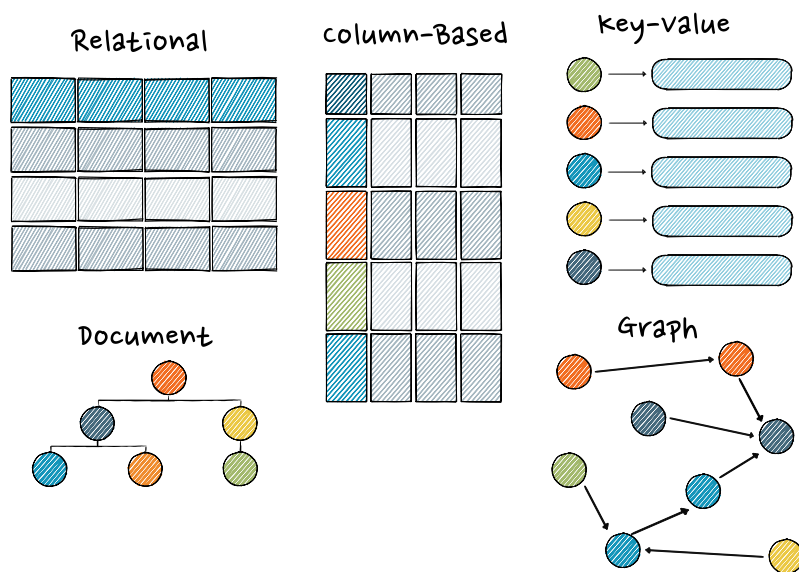 Relational
Column-Based
Key-Value
Document
Graph